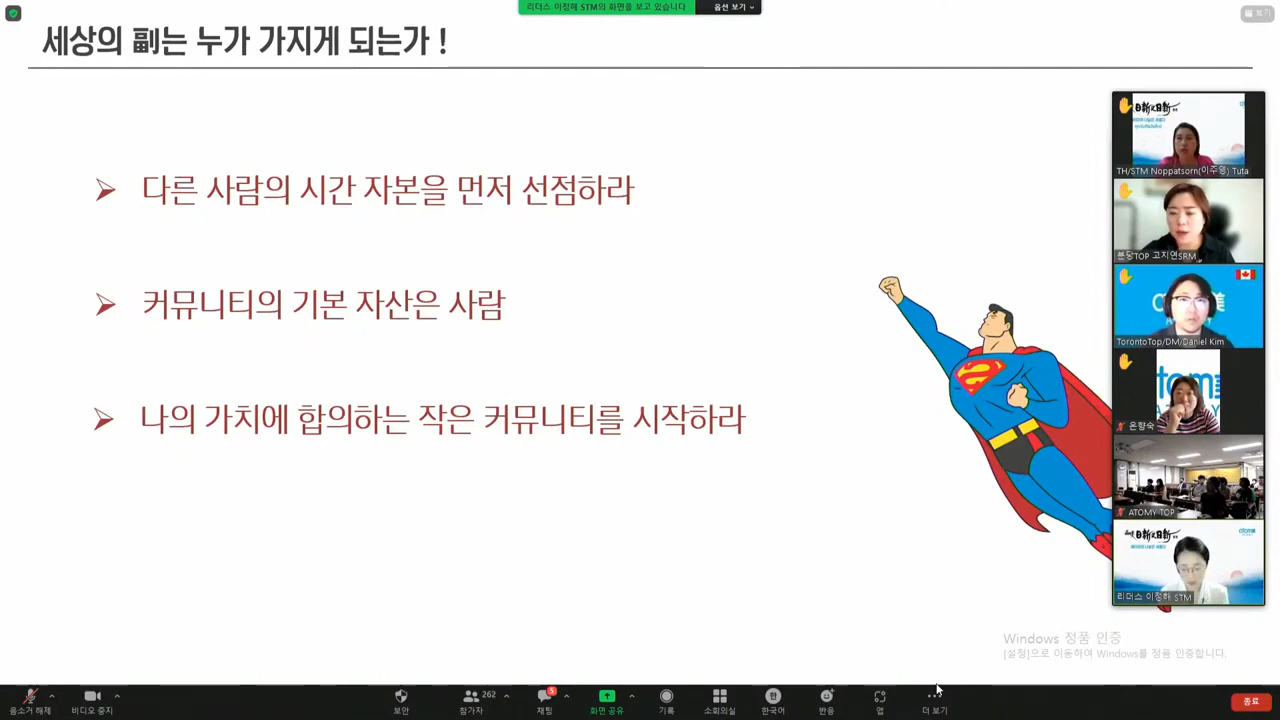 리더스 이정해 STM의 화면을 보고 있습니다 옵션 보기
보기
세상의 副는 누가 가지게 되는가 !
다른 사람의 시간 자본을 먼저 선점하라
커뮤니티의 기본 자산은 사람
나의 가치에 합의하는 작은 커뮤니티를 시작하라
TH/STM Noppatsorn(이주영) Tuta
분당TOP 고지연SRM
TorontoTop/DM/Daniel Kim
온향숙
ATOMY TOP
리더스 이정해 STM
Windows 정품 인증
[설정]으로 이동하여 Windows를 정품 인증합니다.
음소거 해제 비디오 중지 보안 참가자 262 채팅 5 화면 공유 기록 소회의실 한국어 반응 앱 더 보기 종료